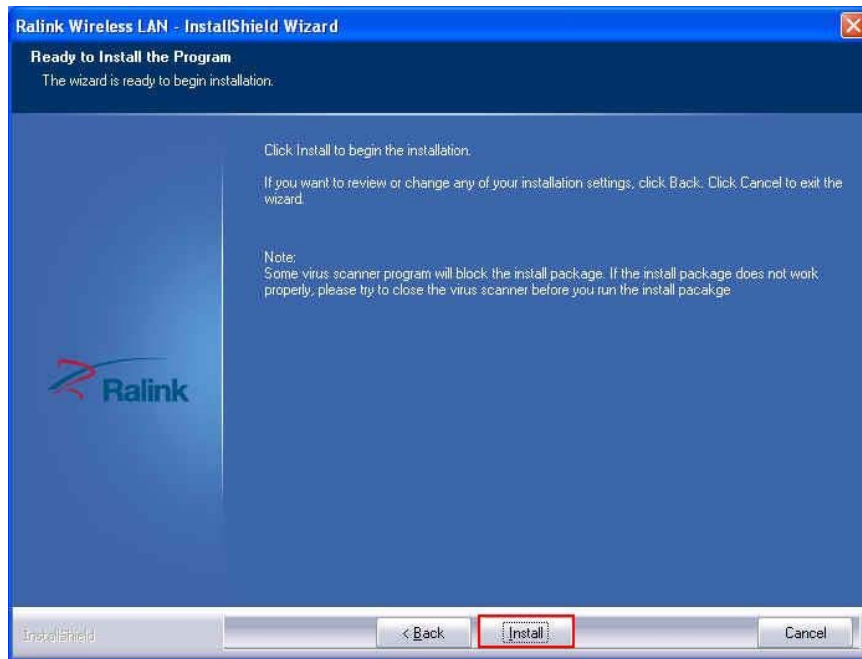 Ralink Wireless LAN - InstallShield Wizard
Ready to Install the Program
The wizard is ready to begin installation.
Click Install to begin the installation.
If you want to review or change any of your installation settings, click Back. Click Cancel to exit the
wizard.
Note:
Some virus scanner program will block the install package. If the install package does not work
properly, please try to close the virus scanner before you run the install pacakge
Ralink
InstallShield
< Back
Install
Cancel